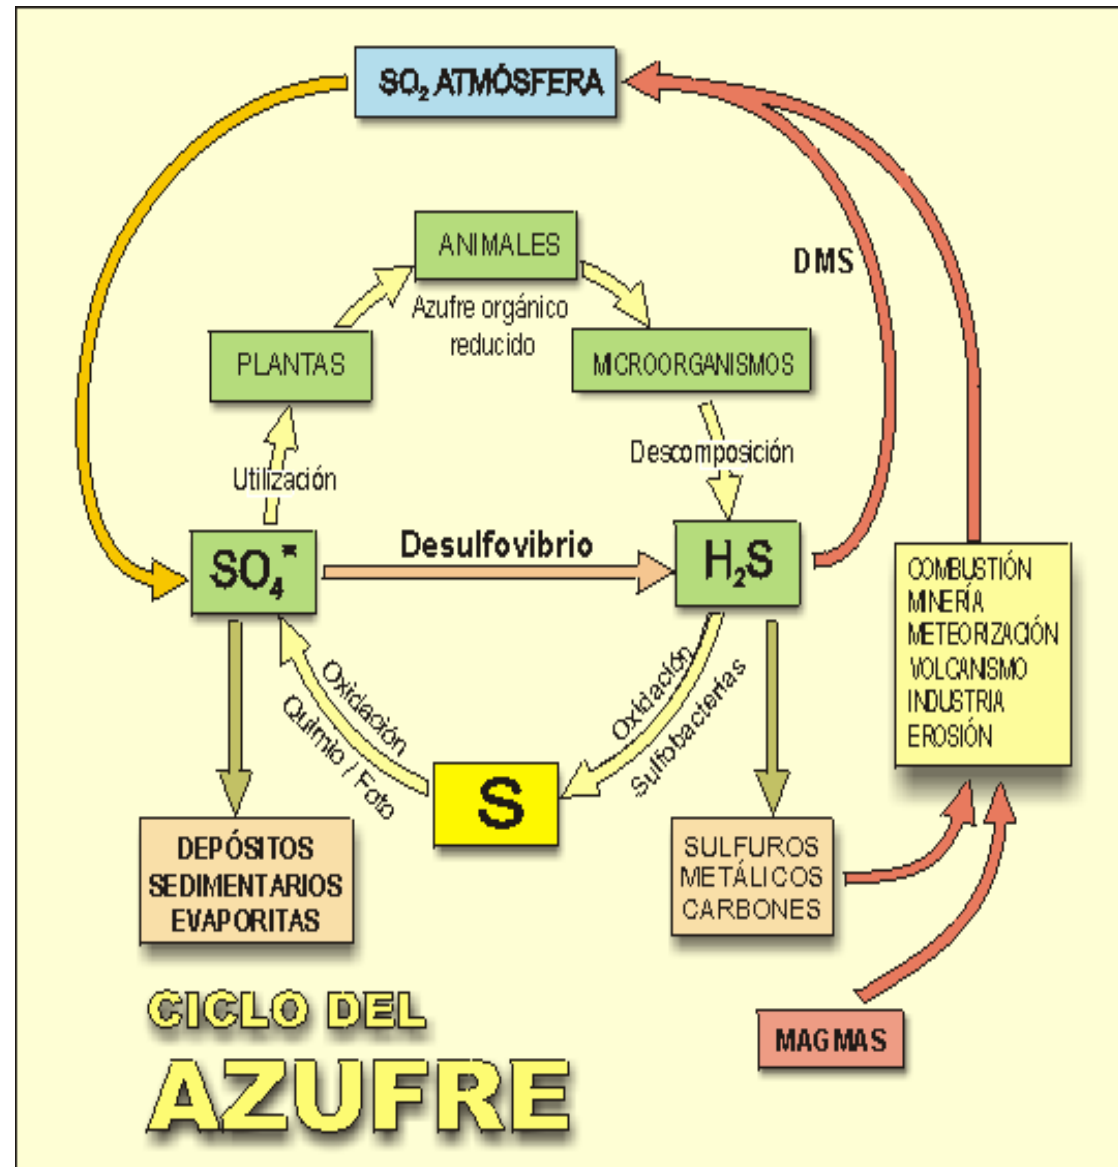 SO₂ ATMÓSFERA
ANIMALES
DMS
Azufre orgánico
reducido
PLANTAS
MICROORGANISMOS
Utilización
Descomposición
SO₄⁼
Desulfovibrio
H₂S
COMBUSTIÓN
MINERÍA
METEORIZACIÓN
VOLCANISMO
INDUSTRIA
EROSIÓN
Oxidación
Quimio / Foto
Oxidación
Sulfobacterias
S
DEPÓSITOS
SEDIMENTARIOS
EVAPORITAS
SULFUROS
METÁLICOS
CARBONES
CICLO DEL
AZUFRE
MAGMAS